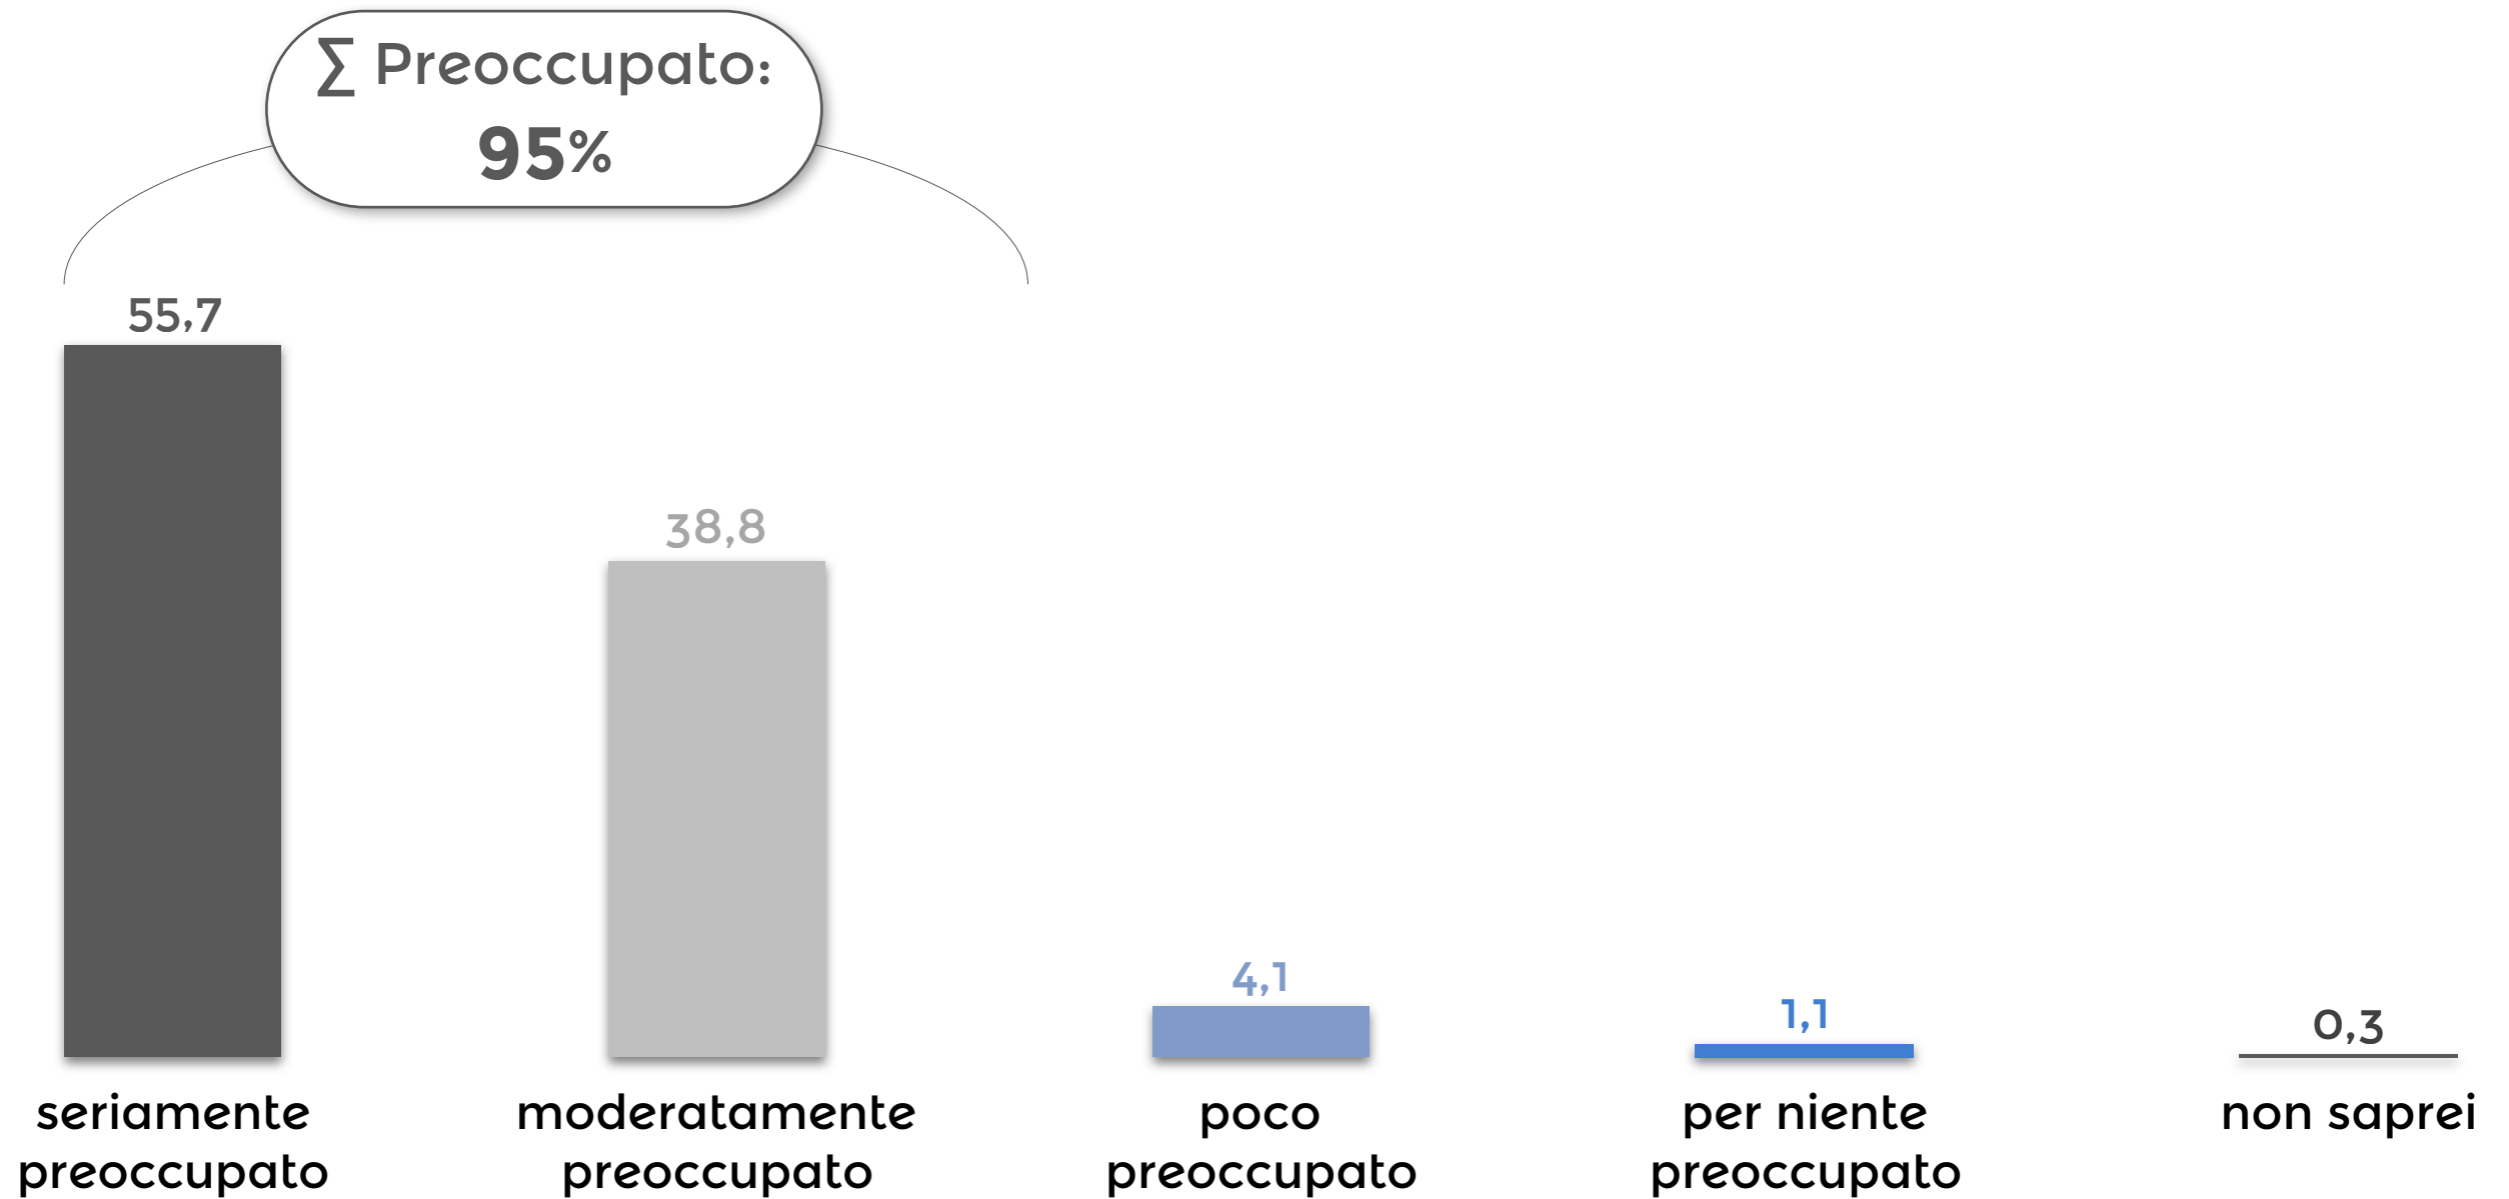 ∑ Preoccupato:
95%
55,7
38,8
4,1
1,1
0,3
seriamente
preoccupato
moderatamente
preoccupato
poco
preoccupato
per niente
preoccupato
non saprei